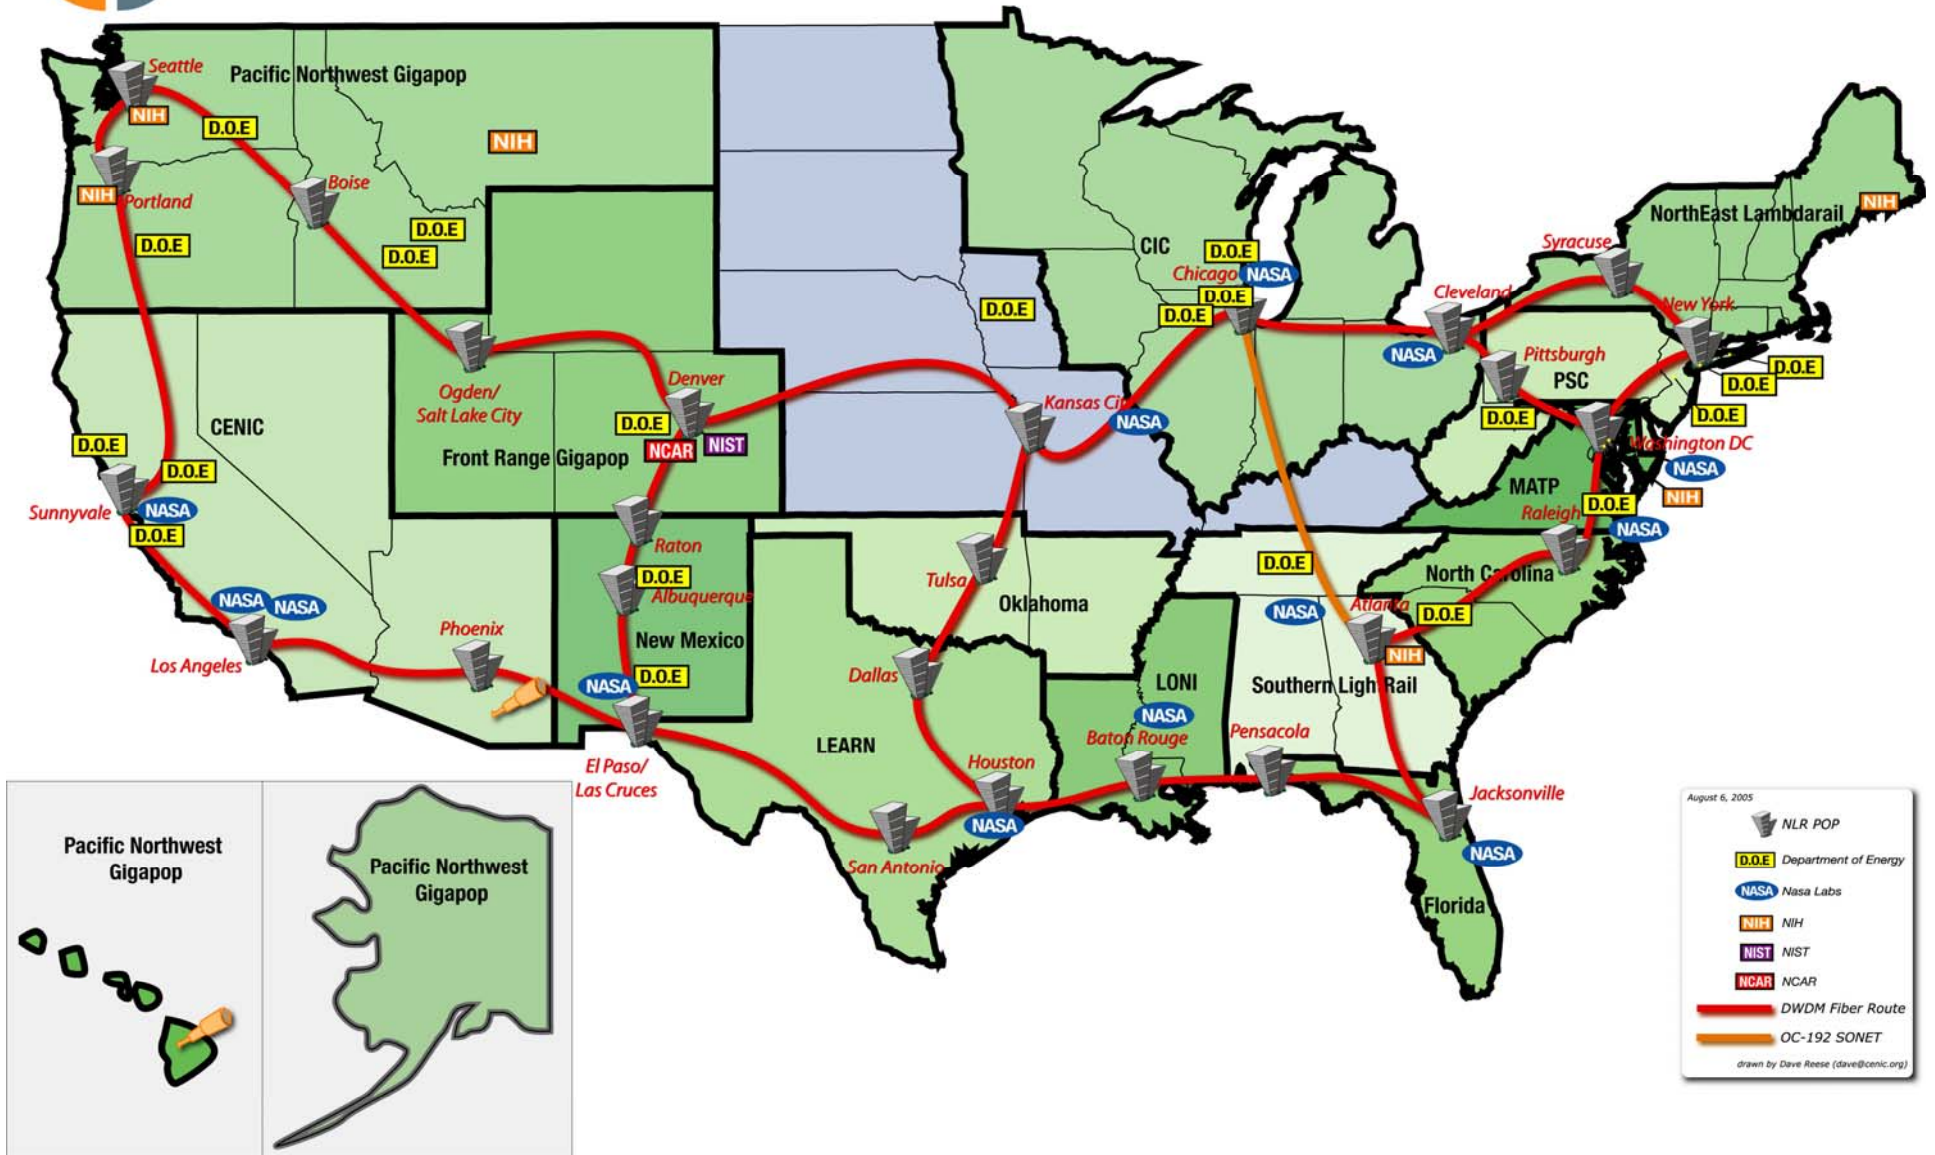 Seattle
Pacific Northwest Gigapop
NIH
D.O.E
NIH
Boise
NIH
Portland
D.O.E
D.O.E
D.O.E
Ogden/
Salt Lake City
Denver
D.O.E
NCAR
NIST
Front Range Gigapop
CENIC
D.O.E
D.O.E
Sunnyvale
NASA
D.O.E
NASA
NASA
Los Angeles
Phoenix
Raton
D.O.E
Albuquerque
New Mexico
NASA
D.O.E
El Paso/
Las Cruces
D.O.E
Kansas City
NASA
Tulsa
Oklahoma
Dallas
LEARN
Houston
NASA
San Antonio
CIC
D.O.E
Chicago
NASA
D.O.E
D.O.E
Cleveland
NASA
Syracuse
NorthEast Lambdarail
NIH
New York
Pittsburgh
PSC
D.O.E
D.O.E
D.O.E
D.O.E
Washington DC
NASA
NIH
MATP
D.O.E
Raleigh
NASA
North Carolina
D.O.E
D.O.E
NASA
Atlanta
NIH
Southern Light Rail
LONI
NASA
Baton Rouge
Pensacola
Jacksonville
NASA
Florida
Pacific Northwest
Gigapop
Pacific Northwest
Gigapop
August 6, 2005
NLR POP
D.O.E Department of Energy
NASA Nasa Labs
NIH NIH
NIST NIST
NCAR NCAR
DWDM Fiber Route
OC-192 SONET
drawn by Dave Reese (dave@cenic.org)